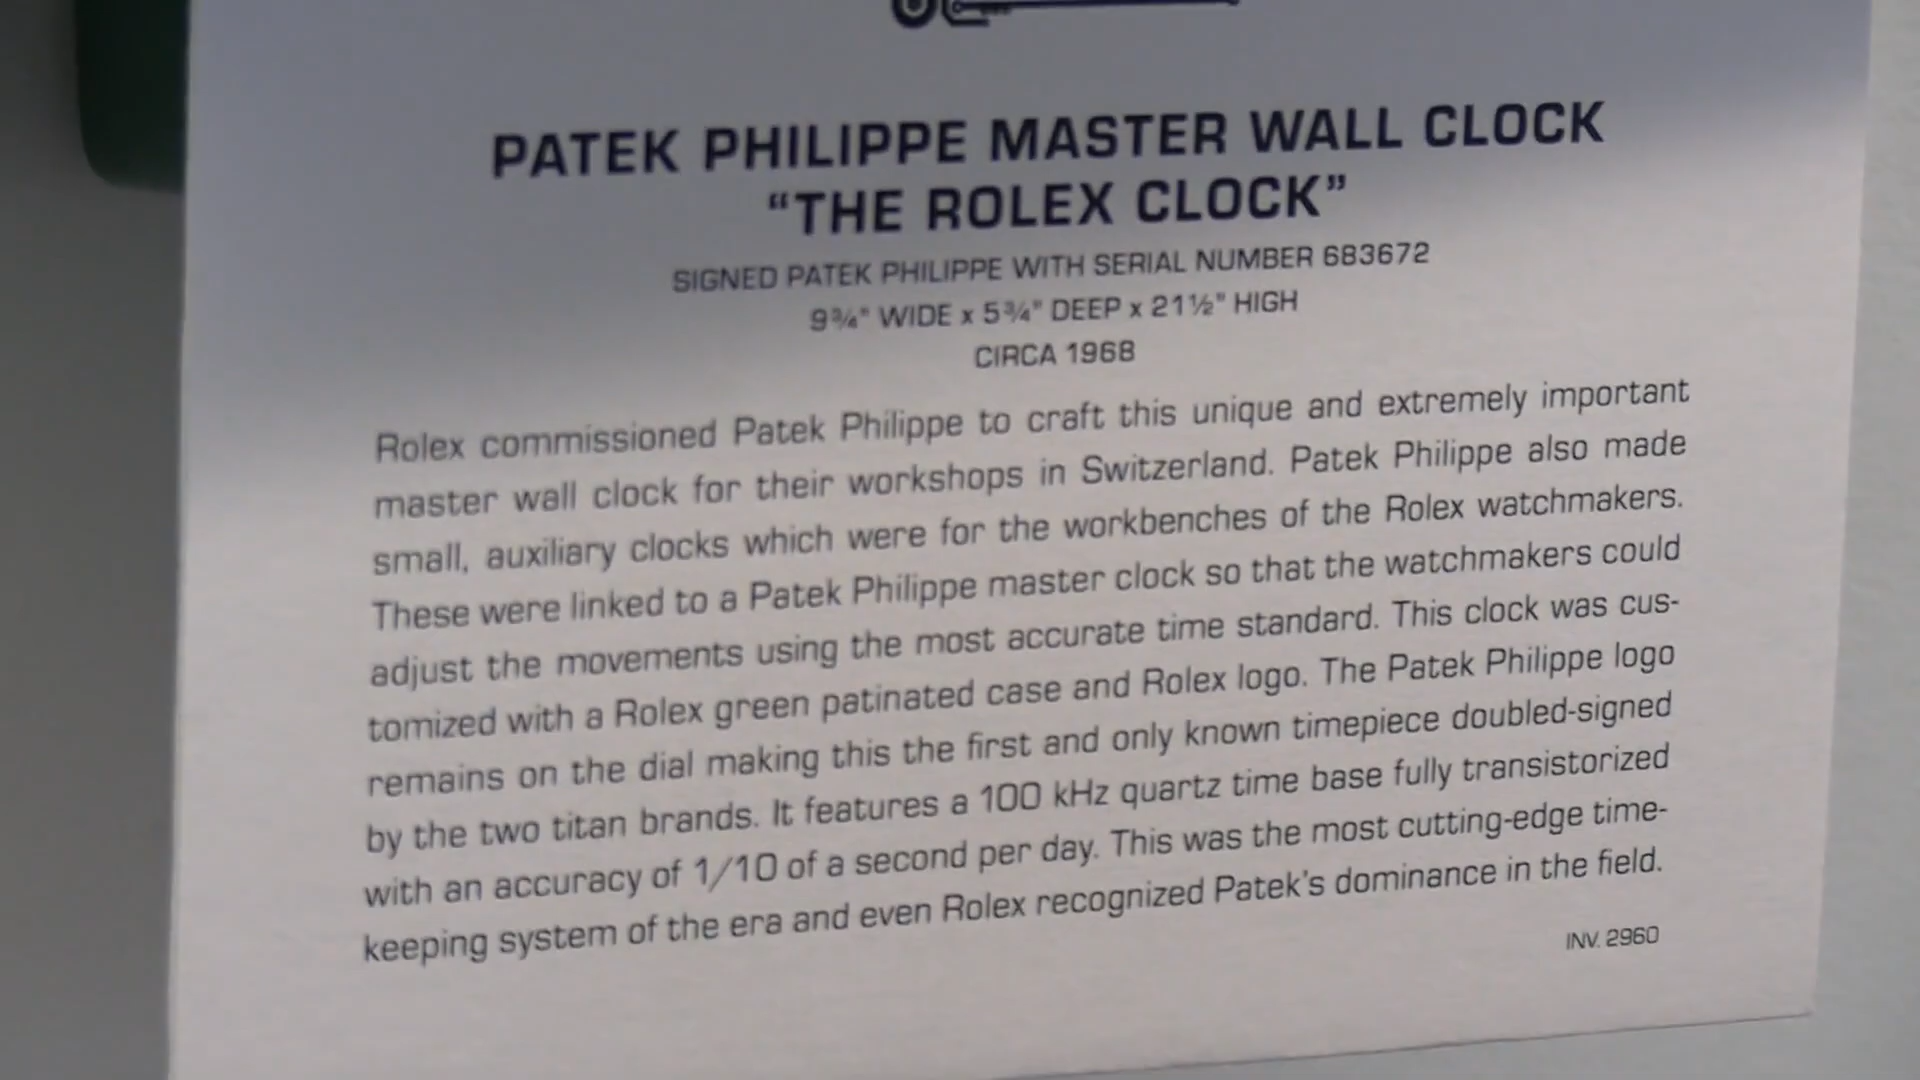 PATEK PHILIPPE MASTER WALL CLOCK
“THE ROLEX CLOCK”
SIGNED PATEK PHILIPPE WITH SERIAL NUMBER 683672
9¾" WIDE x 5¾" DEEP x 21½" HIGH
CIRCA 1968
Rolex commissioned Patek Philippe to craft this unique and extremely important
master wall clock for their workshops in Switzerland. Patek Philippe also made
small, auxiliary clocks which were for the workbenches of the Rolex watchmakers.
These were linked to a Patek Philippe master clock so that the watchmakers could
adjust the movements using the most accurate time standard. This clock was cus-
tomized with a Rolex green patinated case and Rolex logo. The Patek Philippe logo
remains on the dial making this the first and only known timepiece doubled-signed
by the two titan brands. It features a 100 kHz quartz time base fully transistorized
with an accuracy of 1/10 of a second per day. This was the most cutting-edge time-
keeping system of the era and even Rolex recognized Patek’s dominance in the field.
INV. 2960